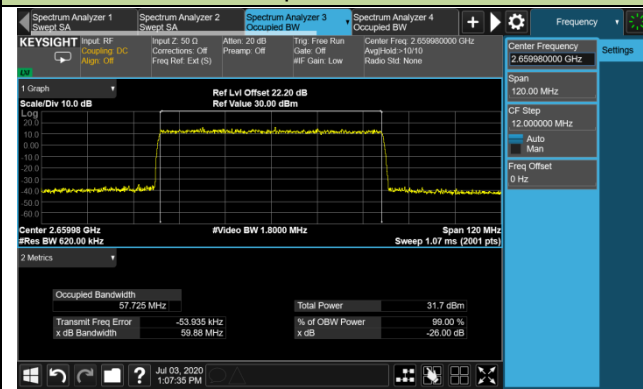 Spectrum Analyzer 1
Swept SA
Spectrum Analyzer 2
Swept SA
Spectrum Analyzer 3
Occupied BW
Spectrum Analyzer 4
Occupied BW
Frequency
KEYSIGHT
Input: RF
Coupling: DC
Align: Off
Input Z: 50 Ω
Corrections: Off
Freq Ref: Ext (S)
Atten: 20 dB
Preamp: Off
Trig: Free Run
Gate: Off
#IF Gain: Low
Center Freq: 2.659980000 GHz
Avg|Hold:>10/10
Radio Std: None
LXI
Center Frequency
2.659980000 GHz
Settings
Span
120.00 MHz
CF Step
12.000000 MHz
Auto
Man
Freq Offset
0 Hz
1 Graph
Scale/Div 10.0 dB
Ref Lvl Offset 22.20 dB
Ref Value 30.00 dBm
Log
20.0
10.0
0.00
-10.0
-20.0
-30.0
-40.0
-50.0
-60.0
Center 2.65998 GHz
#Video BW 1.8000 MHz
Span 120 MHz
#Res BW 620.00 kHz
Sweep 1.07 ms (2001 pts)
2 Metrics
Occupied Bandwidth
57.725 MHz
Total Power
31.7 dBm
Transmit Freq Error
-53.935 kHz
% of OBW Power
99.00 %
x dB Bandwidth
59.88 MHz
x dB
-26.00 dB
Jul 03, 2020
1:07:35 PM